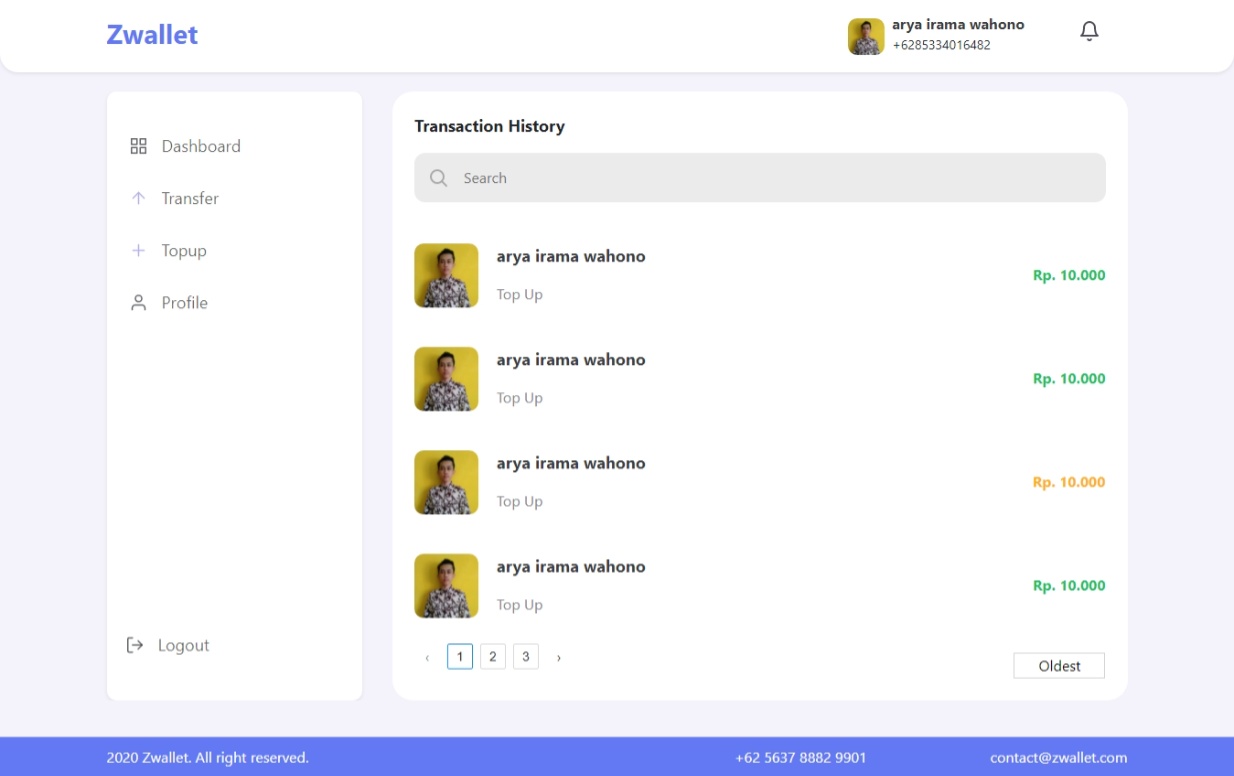 Zwallet
arya irama wahono
+6285334016482
Dashboard
Transfer
Topup
Profile
Logout
Transaction History
Search
arya irama wahono
Top Up
Rp. 10.000
arya irama wahono
Top Up
Rp. 10.000
arya irama wahono
Top Up
Rp. 10.000
arya irama wahono
Top Up
Rp. 10.000
‹ 1 2 3 ›
Oldest
2020 Zwallet. All right reserved.
+62 5637 8882 9901
contact@zwallet.com